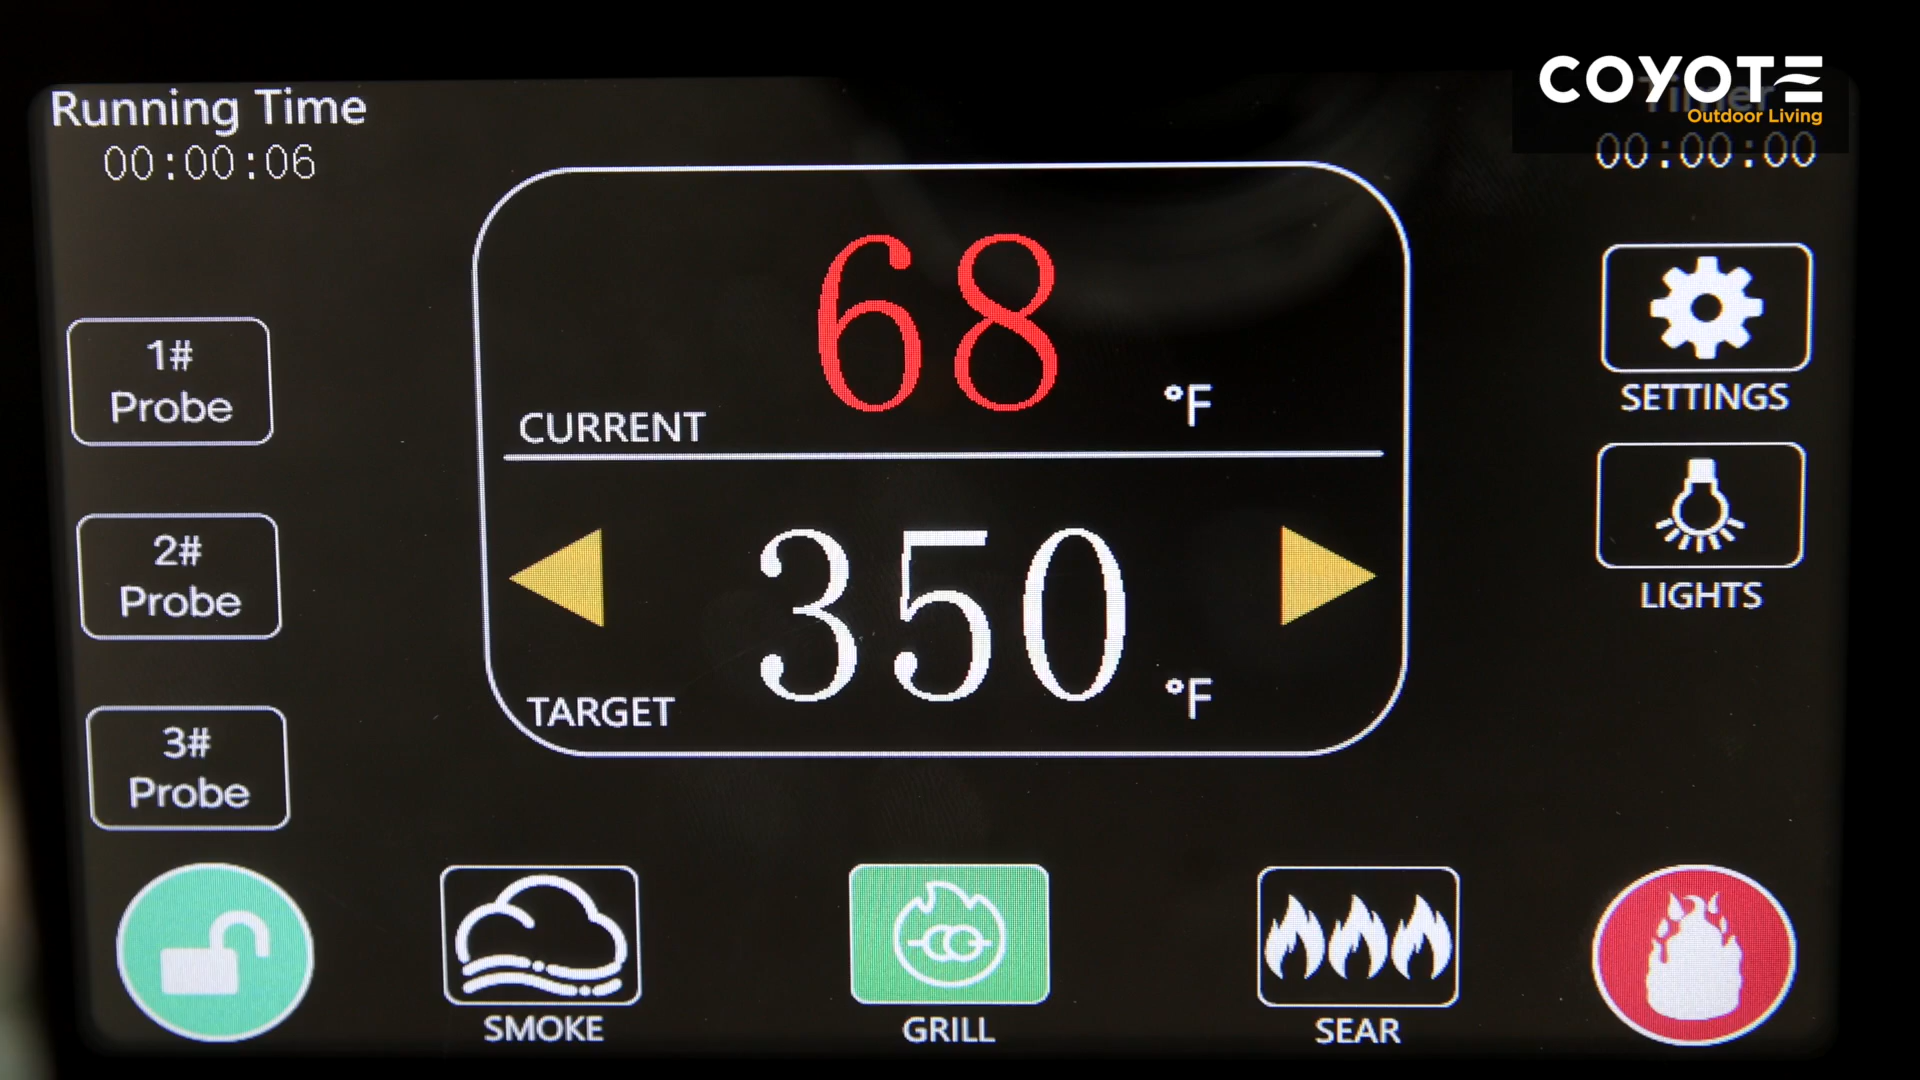 COYOTE
Outdoor Living
Running Time
00:00:06
Timer
00:00:00
68
°F
CURRENT
350
°F
TARGET
1#
Probe
2#
Probe
3#
Probe
SETTINGS
LIGHTS
SMOKE
GRILL
SEAR